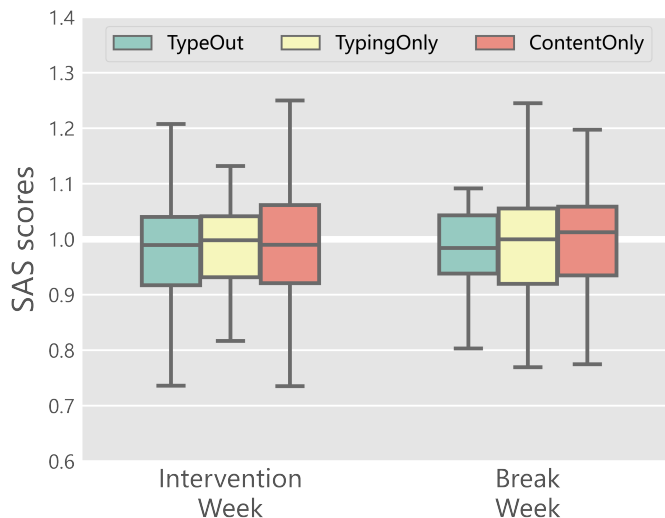 1.4
TypeOut TypingOnly ContentOnly
1.3
1.2
1.1
1.0
0.9
0.8
0.7
0.6
SAS scores
Intervention
Week
Break
Week